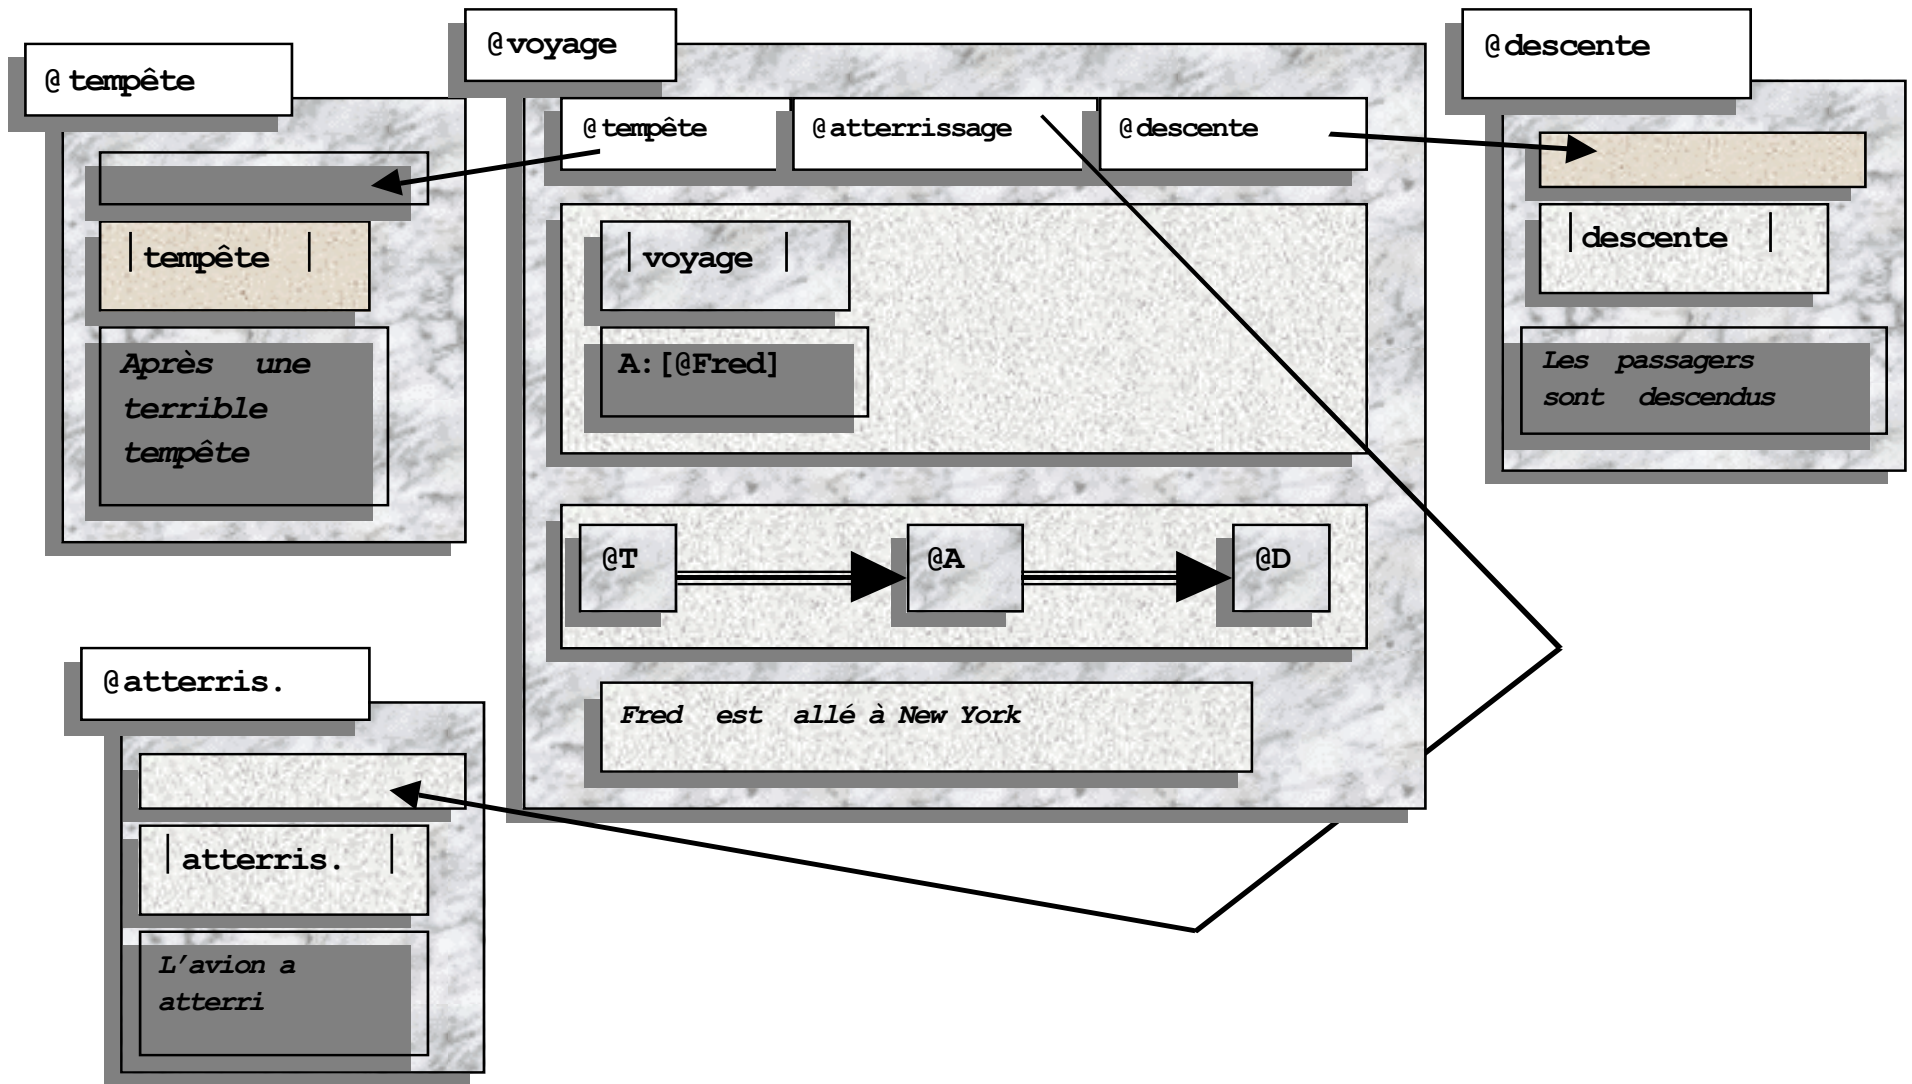 @tempête
|tempête |
Après une
terrible
tempête
@voyage
@tempête
@atterrissage
@descente
|voyage |
A:[@Fred]
@T
@A
@D
Fred est allé à New York
@descente
|descente |
Les passagers
sont descendus
@atterris.
|atterris. |
L'avion a
atterri